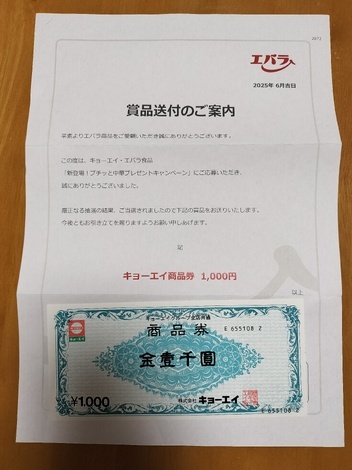 エバラ
2025年 6月吉日
賞品送付のご案内
平素よりエバラ商品をご愛顧いただき誠にありがとうございます。
この度は、キョーエイ・エバラ食品
「新登場!プチッと中華プレゼントキャンペーン」にご応募いただき、
誠にありがとうございました。
厳正なる抽選の結果、ご当選されましたので下記の賞品をお送りいたします。
今後ともお引き立てを賜りますようお願い申しあげます。
記
キョーエイ商品券 1,000円
以上
キョーエイグループ全店共通
商品券
E 655108 2
キョーエイ
金壹千圓
¥1,000
株式会社 キョーエイ
E 655108 2